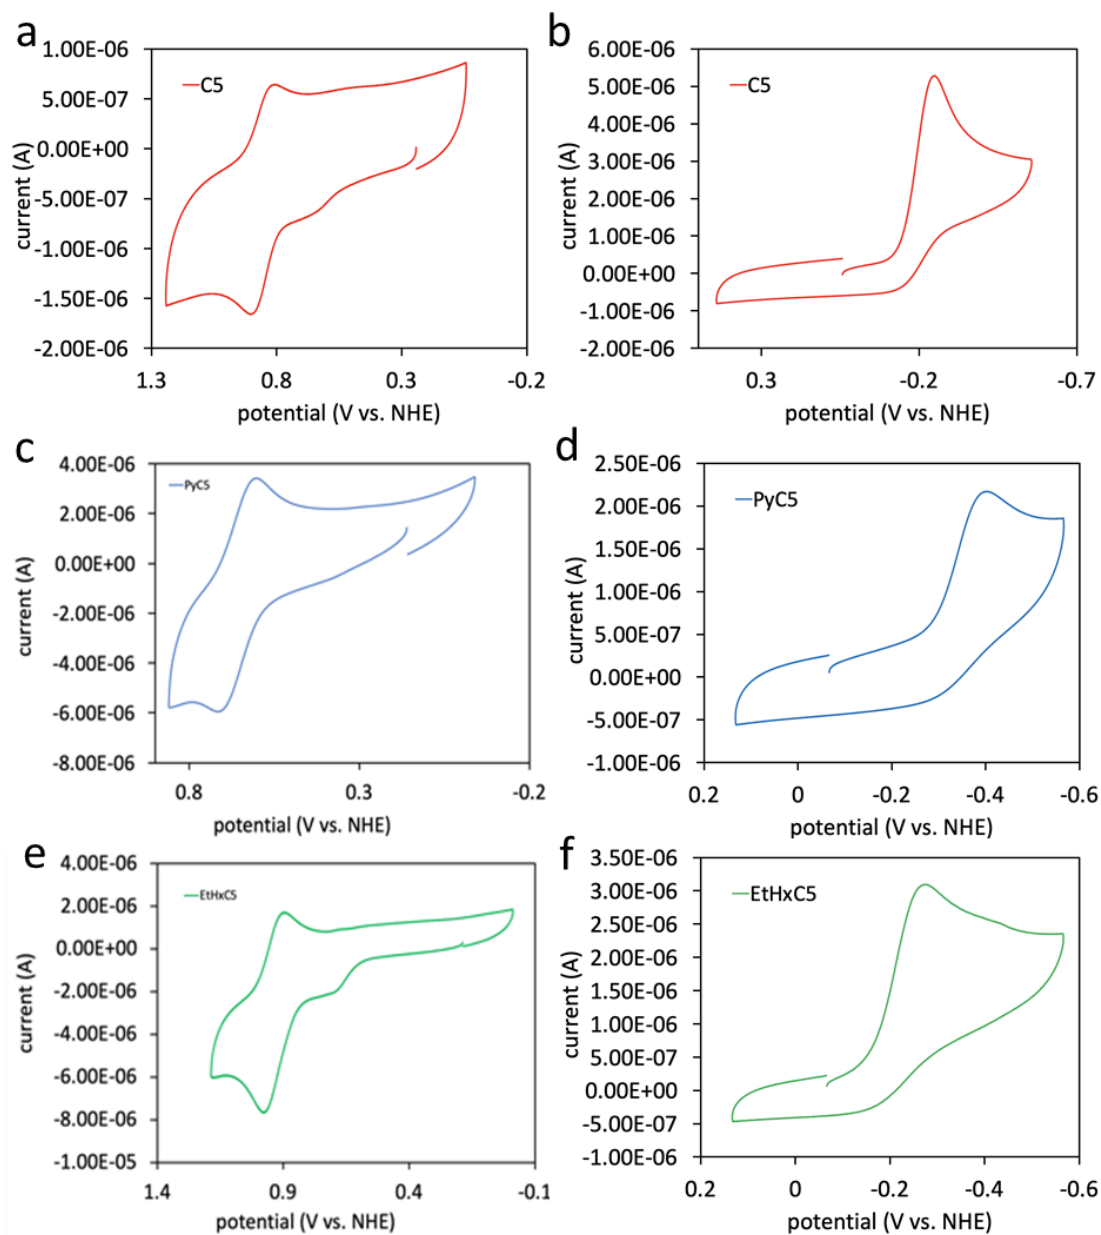 a
1.00E-06
5.00E-07
0.00E+00
-5.00E-07
-1.00E-06
-1.50E-06
-2.00E-06
current (A)
C5
1.3 0.8 0.3 -0.2
potential (V vs. NHE)
b
6.00E-06
5.00E-06
4.00E-06
3.00E-06
2.00E-06
1.00E-06
0.00E+00
-1.00E-06
-2.00E-06
current (A)
C5
0.3 -0.2 -0.7
potential (V vs. NHE)
c
4.00E-06
2.00E-06
0.00E+00
-2.00E-06
-4.00E-06
-6.00E-06
-8.00E-06
current (A)
PyC5
0.8 0.3 -0.2
potential (V vs. NHE)
d
2.50E-06
2.00E-06
1.50E-06
1.00E-06
5.00E-07
0.00E+00
-5.00E-07
-1.00E-06
current (A)
PyC5
0.2 0 -0.2 -0.4 -0.6
potential (V vs. NHE)
e
4.00E-06
2.00E-06
0.00E+00
-2.00E-06
-4.00E-06
-6.00E-06
-8.00E-06
-1.00E-05
current (A)
EtHxC5
1.4 0.9 0.4 -0.1
potential (V vs. NHE)
f
3.50E-06
3.00E-06
2.50E-06
2.00E-06
1.50E-06
1.00E-06
5.00E-07
0.00E+00
-5.00E-07
-1.00E-06
current (A)
EtHxC5
0.2 0 -0.2 -0.4 -0.6
potential (V vs. NHE)